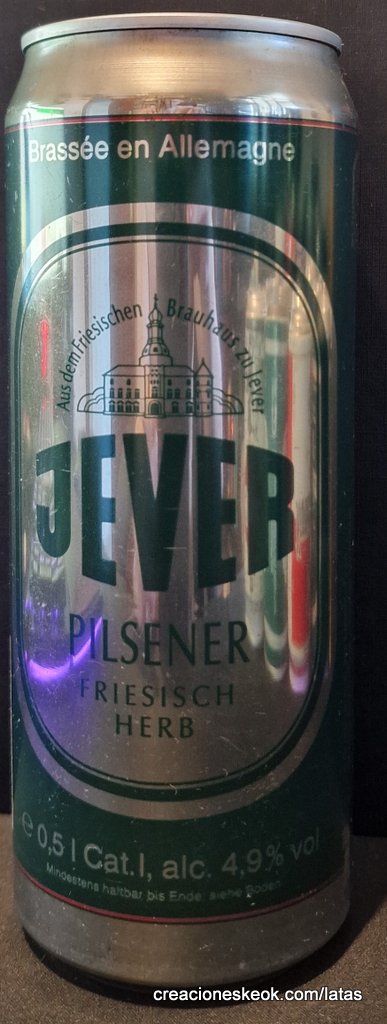 Brassée en Allemagne
Aus dem Friesischen Brauhaus zu Jever
JEVER
PILSENER
FRIESISCH
HERB
e 0,5 l Cat.I, alc. 4,9% vol
Mindestens haltbar bis Ende: siehe Boden
creacioneskeok.com/latas